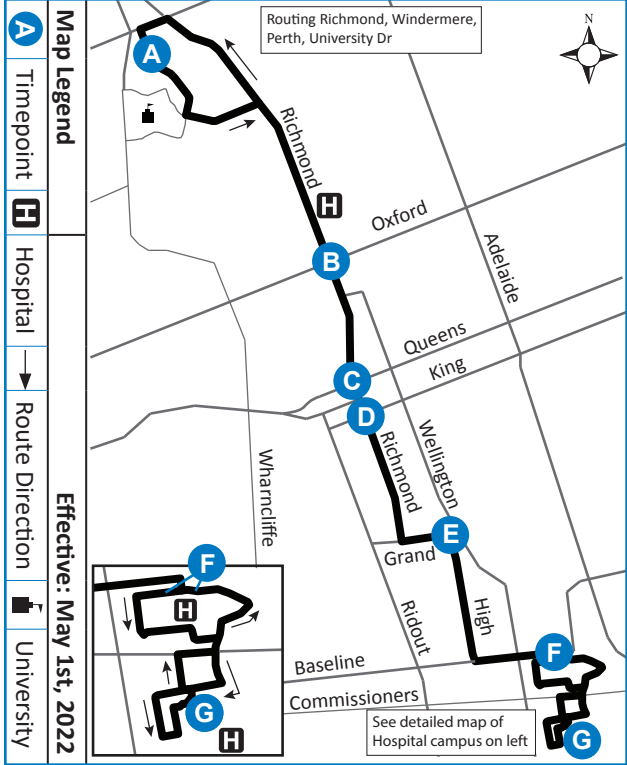 Routing Richmond, Windermere,
Perth, University Dr
N
A
Richmond
H
Oxford
B
Adelaide
Queens
King
C
D
Richmond
Wellington
E
Grand
Wharncliffe
Ridout
High
F
Baseline
Commissioners
G
See detailed map of
Hospital campus on left
F
H
G
H
Map Legend
Effective: May 1st, 2022
A Timepoint
H Hospital
Route Direction
University